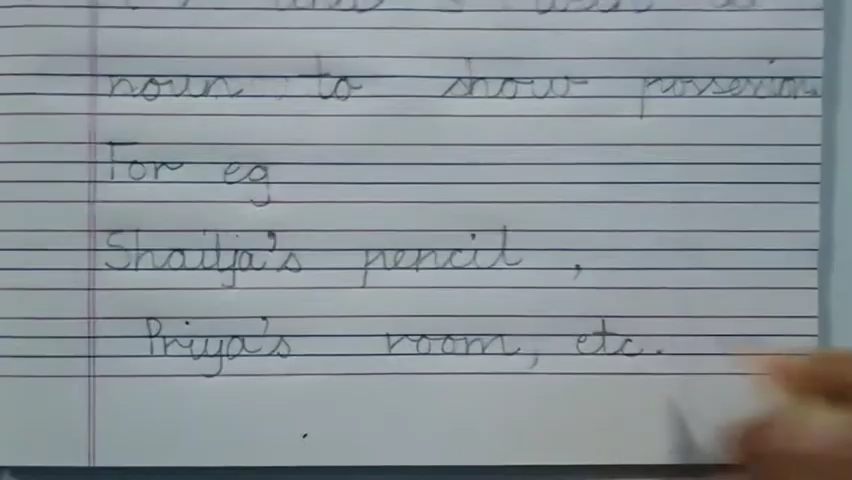 noun to show possession.
For eg
Shailja's pencil,
Priya's room, etc.